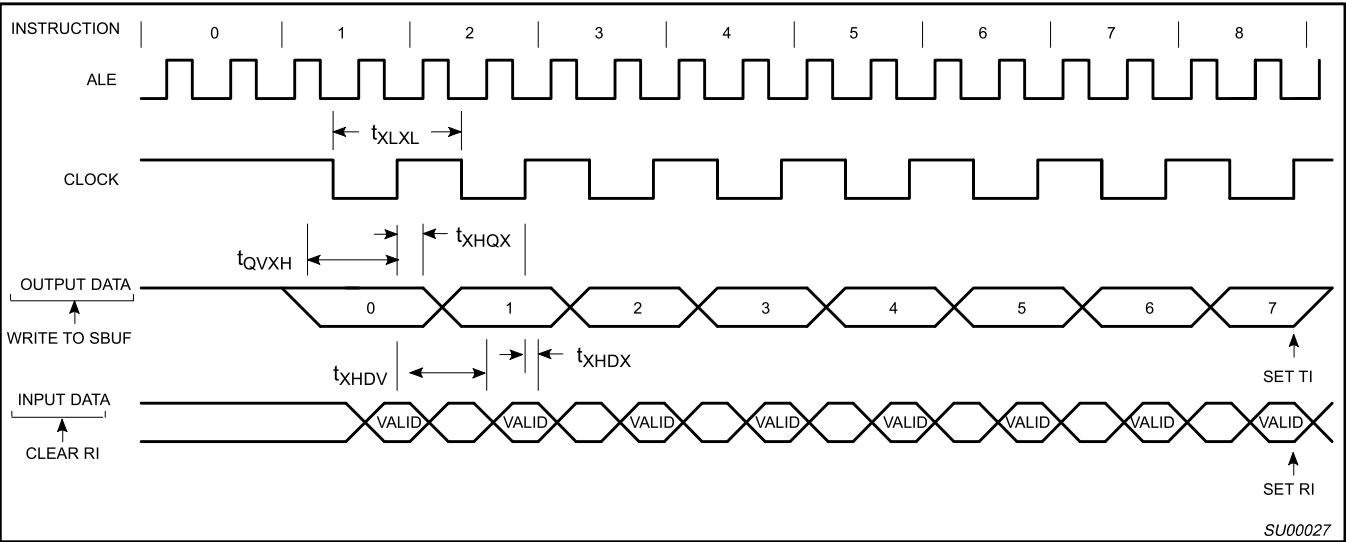 INSTRUCTION 0 1 2 3 4 5 6 7 8
ALE
tXLXL
CLOCK
tXHQX
tQVXH
OUTPUT DATA
0 1 2 3 4 5 6 7
WRITE TO SBUF
tXHDX
tXHDV
SET TI
INPUT DATA
VALID VALID VALID VALID VALID VALID VALID VALID
CLEAR RI
SET RI
SU00027